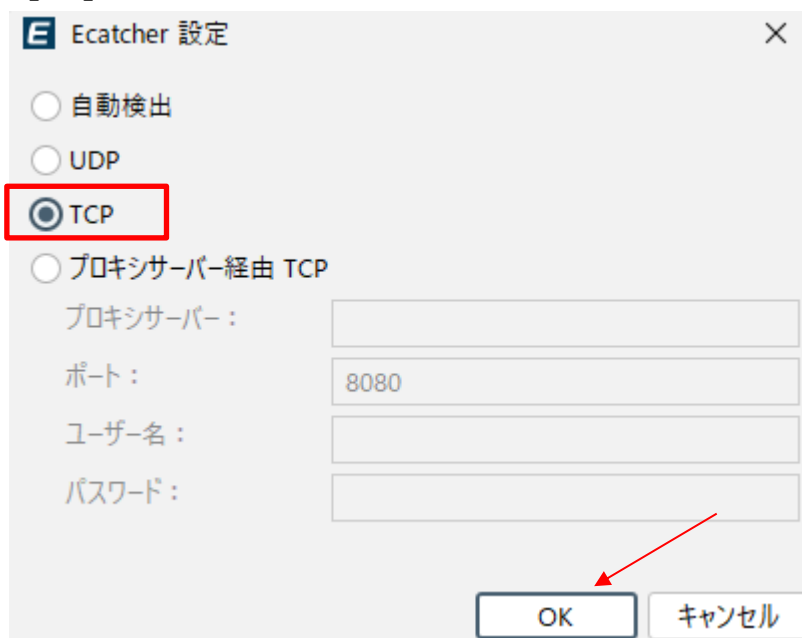 Ecatcher 設定
自動検出
UDP
TCP
プロキシサーバー経由 TCP
プロキシサーバー：
ポート： 8080
ユーザー名：
パスワード：
OK キャンセル